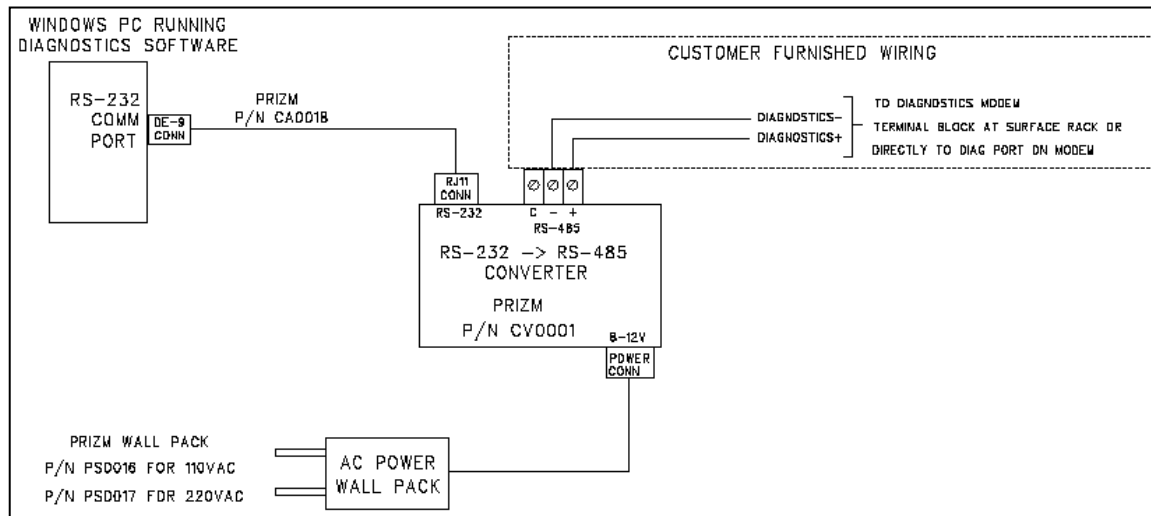 WINDOWS PC RUNNING
DIAGNOSTICS SOFTWARE
RS-232
COMM
PORT
DE-9
CONN
PRIZM
P/N CA0018
CUSTOMER FURNISHED WIRING
DIAGNOSTICS-
DIAGNOSTICS+
TO DIAGNOSTICS MODEM
TERMINAL BLOCK AT SURFACE RACK OR
DIRECTLY TO DIAG PORT ON MODEM
RJ11
CONN
RS-232
C - +
RS-485
RS-232 -> RS-485
CONVERTER
PRIZM
P/N CV0001
8-12V
POWER
CONN
PRIZM WALL PACK
P/N PS0016 FOR 110VAC
P/N PS0017 FOR 220VAC
AC POWER
WALL PACK